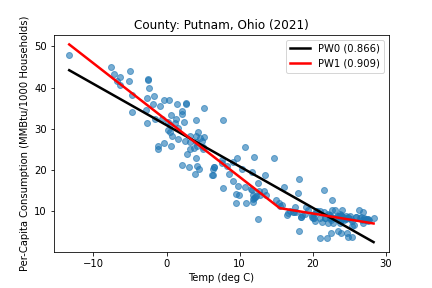 County: Putnam, Ohio (2021)
PW0 (0.866)
PW1 (0.909)
Per-Capita Consumption (MMBtu/1000 Households)
50
40
30
20
10
−10 0 10 20 30
Temp (deg C)